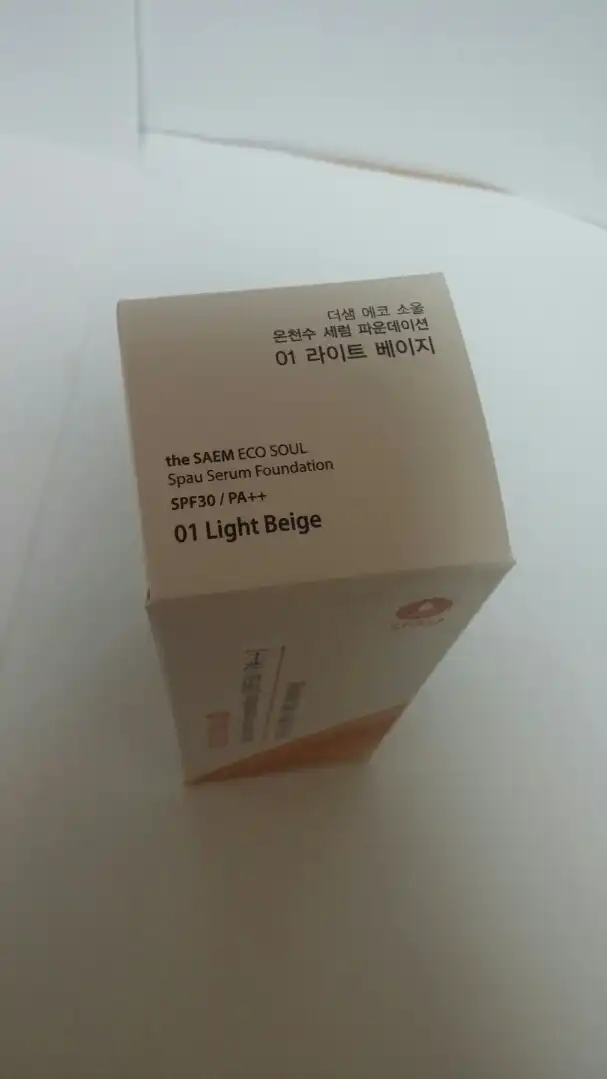 더샘 에코 소울
온천수 세럼 파운데이션
01 라이트 베이지
the SAEM ECO SOUL
Spau Serum Foundation
SPF30 / PA++
01 Light Beige